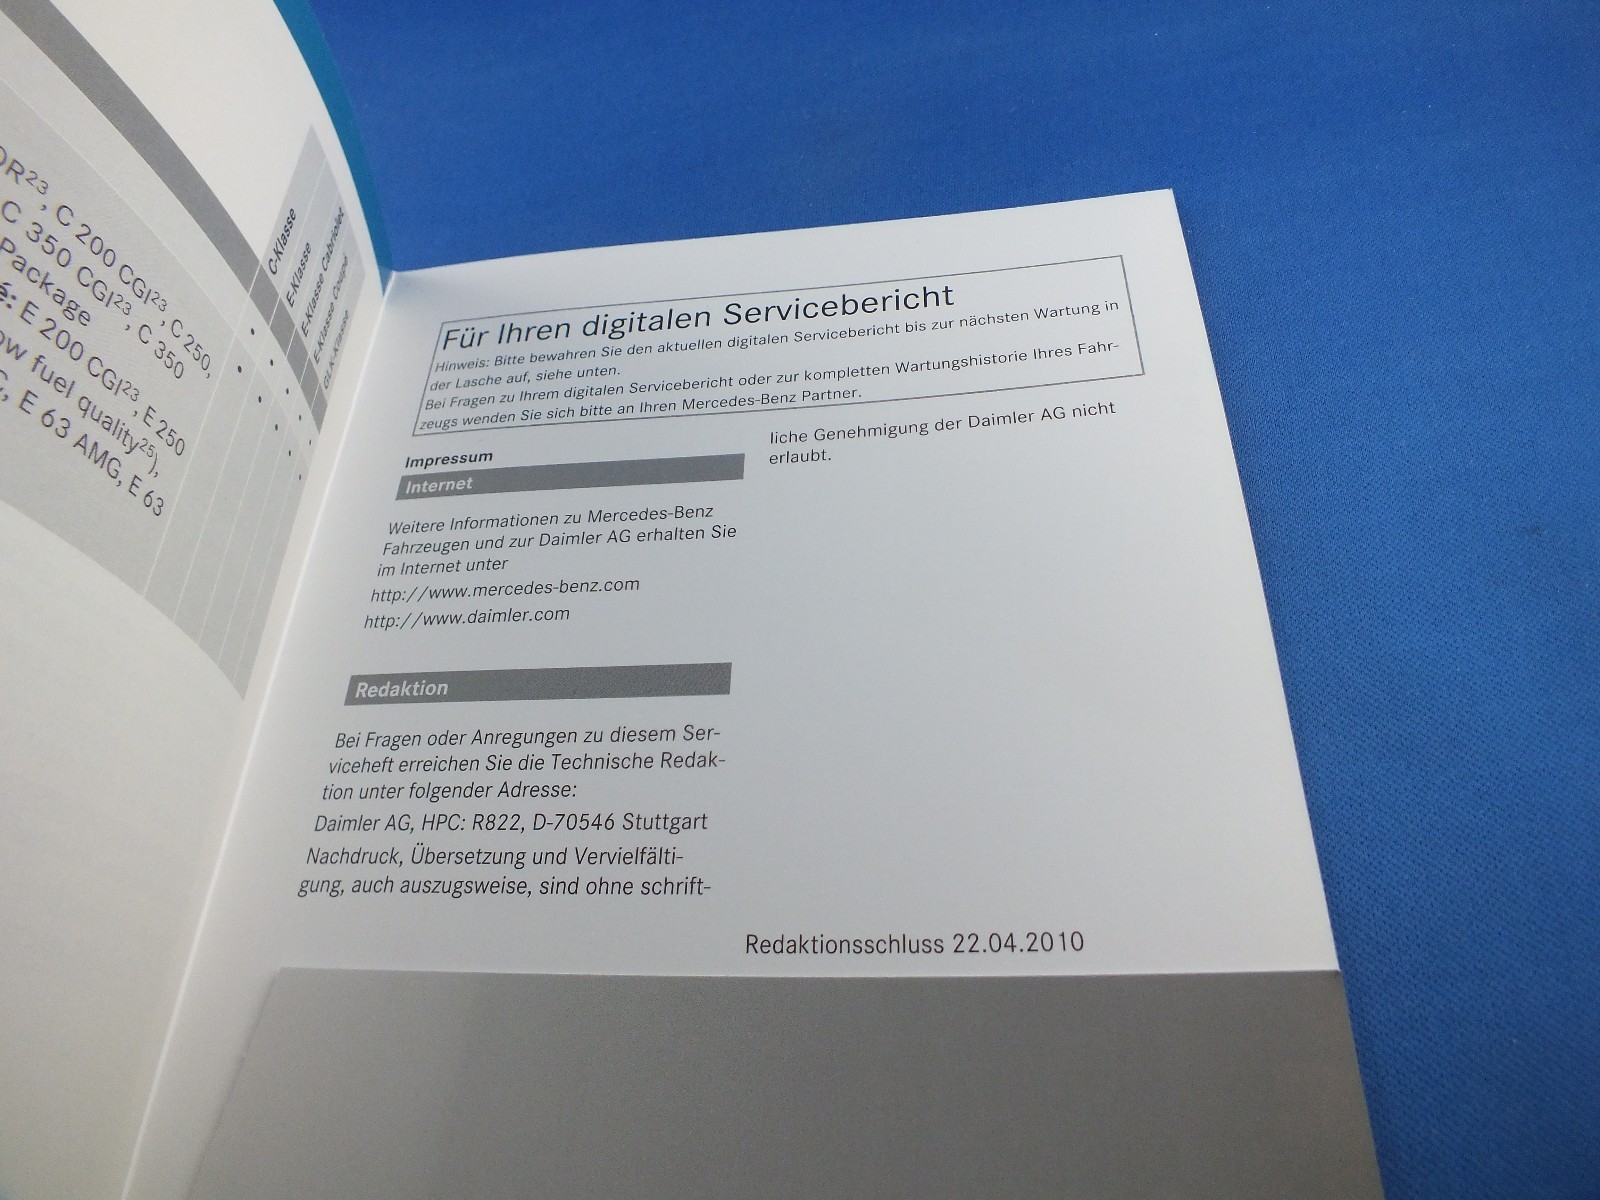 C 200 CGI23, C 250,
C 350 CGI23, C 350
Package
E 200 CGI23, E 250
fuel quality25),
E 63 AMG, E 63
C-Klasse
E-Klasse
E-Klasse Cabriolet
E-Klasse Coupé
GLK-Klasse
Für Ihren digitalen Servicebericht
Hinweis: Bitte bewahren Sie den aktuellen digitalen Servicebericht bis zur nächsten Wartung in
der Lasche auf, siehe unten.
Bei Fragen zu Ihrem digitalen Servicebericht oder zur kompletten Wartungshistorie Ihres Fahr-
zeugs wenden Sie sich bitte an Ihren Mercedes-Benz Partner.
Impressum
Internet
Weitere Informationen zu Mercedes-Benz
Fahrzeugen und zur Daimler AG erhalten Sie
im Internet unter
http://www.mercedes-benz.com
http://www.daimler.com
Redaktion
Bei Fragen oder Anregungen zu diesem Ser-
viceheft erreichen Sie die Technische Redak-
tion unter folgender Adresse:
Daimler AG, HPC: R822, D-70546 Stuttgart
Nachdruck, Übersetzung und Vervielfälti-
gung, auch auszugsweise, sind ohne schrift-
liche Genehmigung der Daimler AG nicht
erlaubt.
Redaktionsschluss 22.04.2010